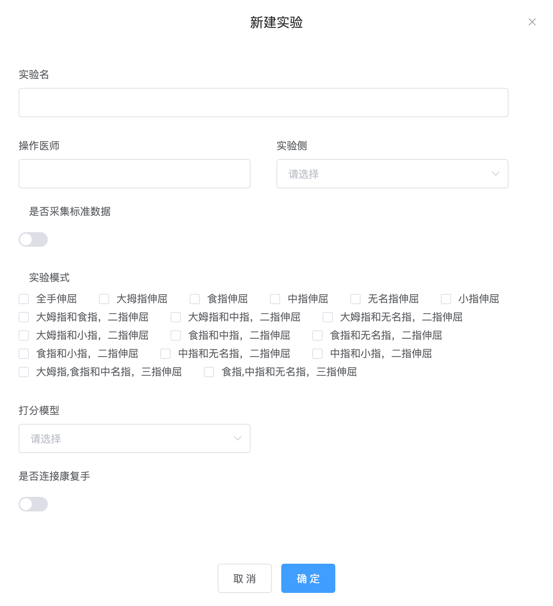 新建实验
实验名
操作医师 实验侧
请选择
是否采集标准数据
实验模式
全手伸屈 大拇指伸屈 食指伸屈 中指伸屈 无名指伸屈 小指伸屈
大姆指和食指，二指伸屈 大姆指和中指，二指伸屈 大姆指和无名指，二指伸屈
大姆指和小指，二指伸屈 食指和中指，二指伸屈 食指和无名指，二指伸屈
食指和小指，二指伸屈 中指和无名指，二指伸屈 中指和小指，二指伸屈
大姆指,食指和中名指，三指伸屈 食指,中指和无名指，三指伸屈
打分模型
请选择
是否连接康复手
取消 确定